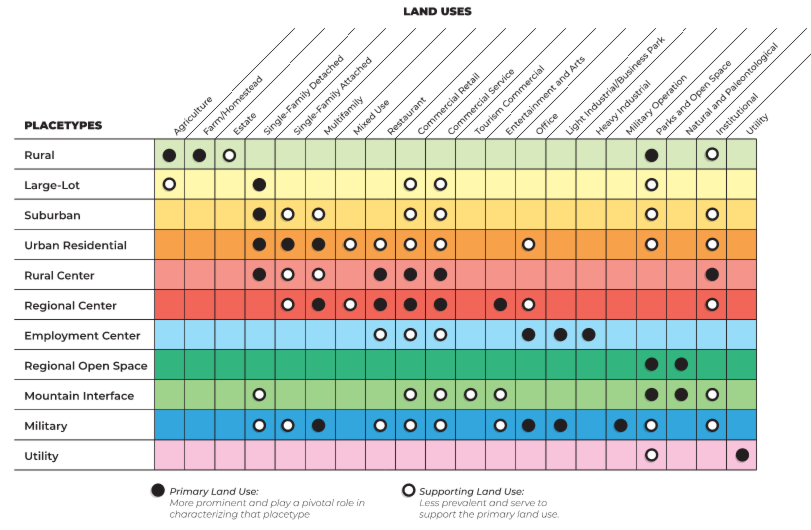 LAND USES
PLACETYPES
Agriculture
Farm/Homestead
Estate
Single-Family Detached
Single-Family Attached
Multifamily
Mixed Use
Restaurant
Commercial Retail
Commercial Service
Tourism Commercial
Entertainment and Arts
Office
Light Industrial/Business Park
Heavy Industrial
Military Operation
Parks and Open Space
Natural and Paleontological
Institutional
Utility
Rural
Large-Lot
Suburban
Urban Residential
Rural Center
Regional Center
Employment Center
Regional Open Space
Mountain Interface
Military
Utility
Primary Land Use:
More prominent and play a pivotal role in
characterizing that placetype
Supporting Land Use:
Less prevalent and serve to
support the primary land use.